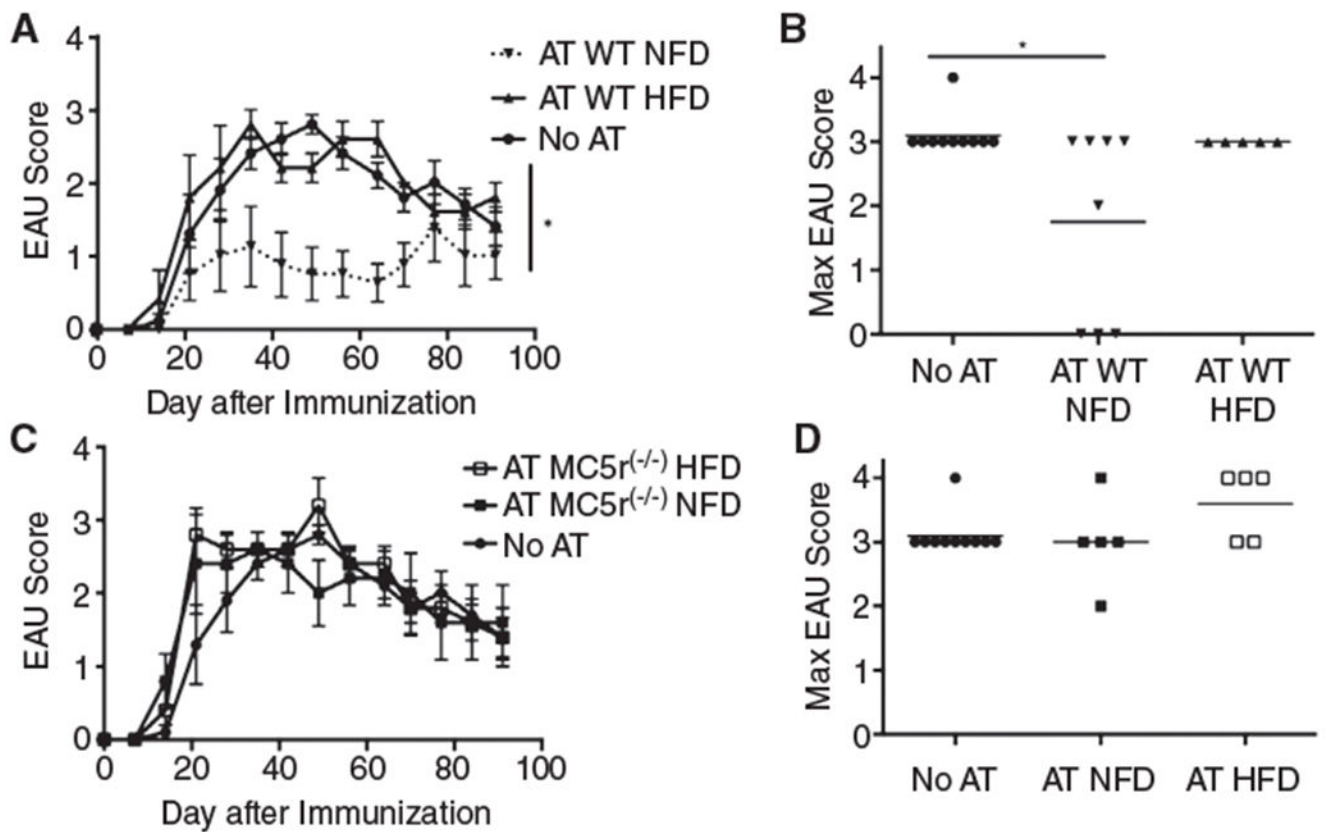 A
4
3
2
1
0
EAU Score
0 20 40 60 80 100
Day after Immunization
AT WT NFD
AT WT HFD
No AT
*
B
4
3
2
1
0
Max EAU Score
*
No AT
AT WT
NFD
AT WT
HFD
C
4
3
2
1
0
EAU Score
0 20 40 60 80 100
Day after Immunization
AT MC5r(-/-) HFD
AT MC5r(-/-) NFD
No AT
D
4
3
2
1
0
Max EAU Score
No AT AT NFD AT HFD